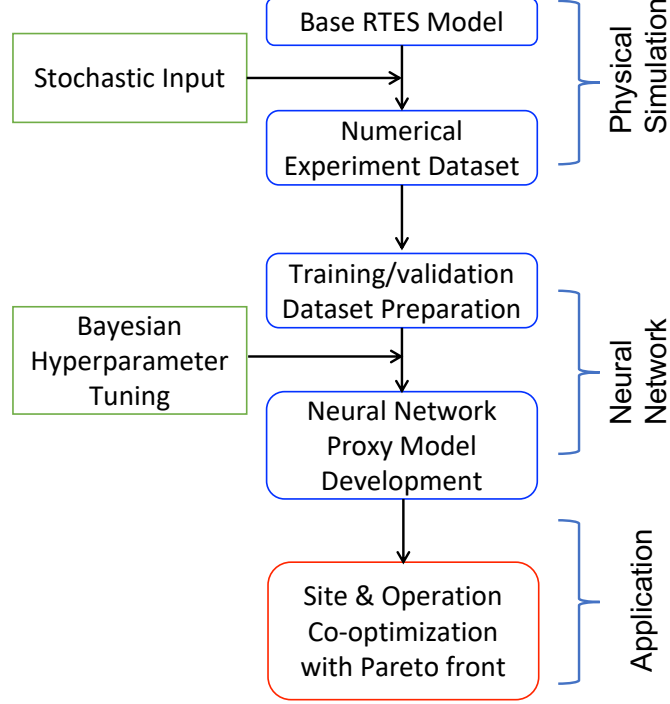 Base RTES Model
Stochastic Input
Numerical
Experiment Dataset
Physical
Simulation
Training/validation
Dataset Preparation
Bayesian
Hyperparameter
Tuning
Neural Network
Proxy Model
Development
Neural
Network
Site & Operation
Co-optimization
with Pareto front
Application